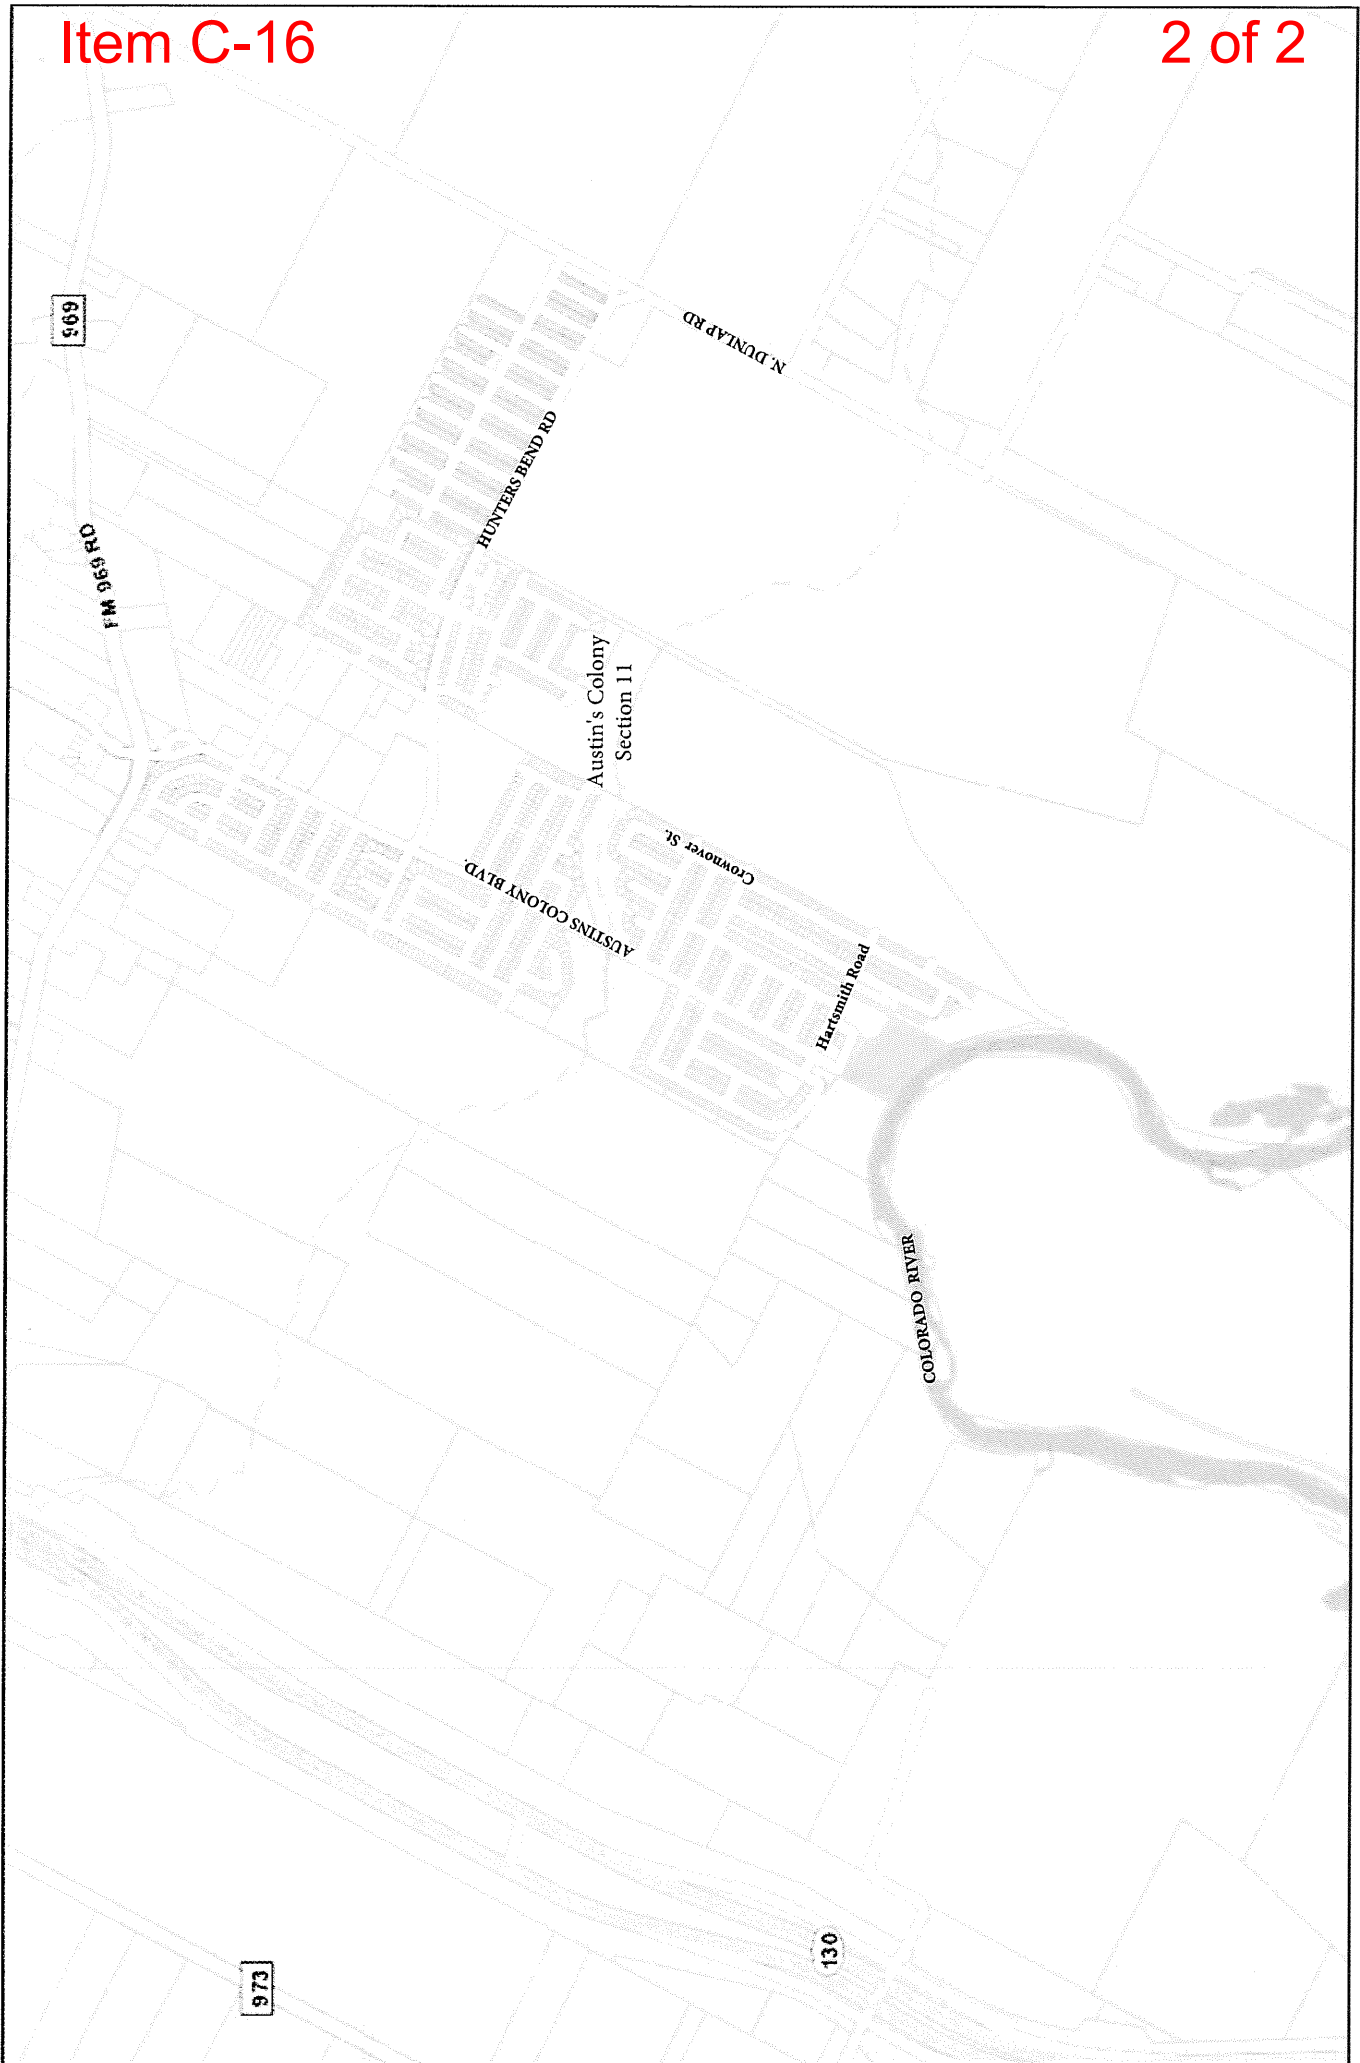 Item C-16
2 of 2
969
FM 969 RD
N. DUNLAP RD
HUNTERS BEND RD
Austin's Colony
Section 11
Crownover St.
AUSTINS COLONY BLVD.
Hartsmith Road
COLORADO RIVER
130
973